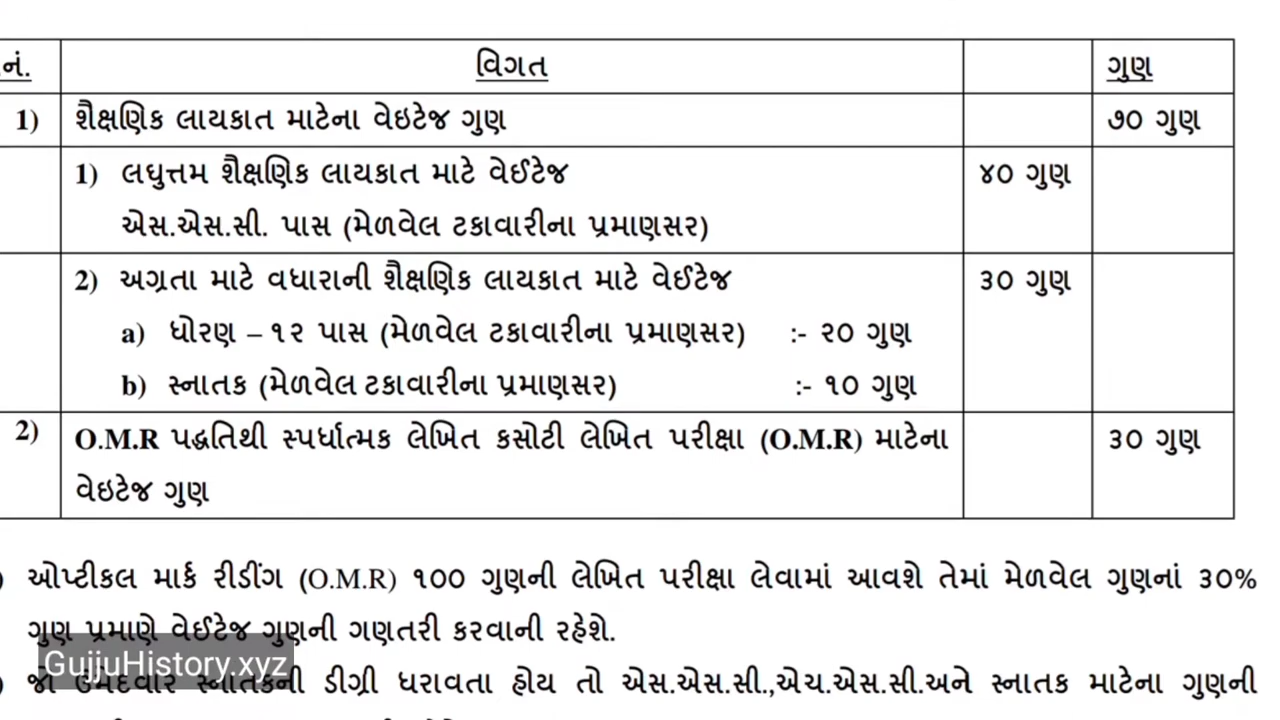 નં. વિગત ગુણ
1) શૈક્ષણિક લાયકાત માટેના વેઇટેજ ગુણ ૭૦ ગુણ
1) લઘુત્તમ શૈક્ષણિક લાયકાત માટે વેઈટેજ ૪૦ ગુણ
એસ.એસ.સી. પાસ (મેળવેલ ટકાવારીના પ્રમાણસર)
2) અગ્રતા માટે વધારાની શૈક્ષણિક લાયકાત માટે વેઈટેજ ૩૦ ગુણ
a) ધોરણ – ૧૨ પાસ (મેળવેલ ટકાવારીના પ્રમાણસર) :- ૨૦ ગુણ
b) સ્નાતક (મેળવેલ ટકાવારીના પ્રમાણસર) :- ૧૦ ગુણ
2) O.M.R પદ્ધતિથી સ્પર્ધાત્મક લેખિત કસોટી લેખિત પરીક્ષા (O.M.R) માટેના ૩૦ ગુણ
વેઇટેજ ગુણ
) ઓપ્ટીકલ માર્ક રીડીંગ (O.M.R) ૧૦૦ ગુણની લેખિત પરીક્ષા લેવામાં આવશે તેમાં મેળવેલ ગુણનાં ૩૦%
ગુણ પ્રમાણે વેઈટેજ ગુણની ગણતરી કરવાની રહેશે.
GujjuHistory.xyz
) જો ઉમેદવાર સ્નાતકની ડીગ્રી ધરાવતા હોય તો એસ.એસ.સી.,એચ.એસ.સી.અને સ્નાતક માટેના ગુણની